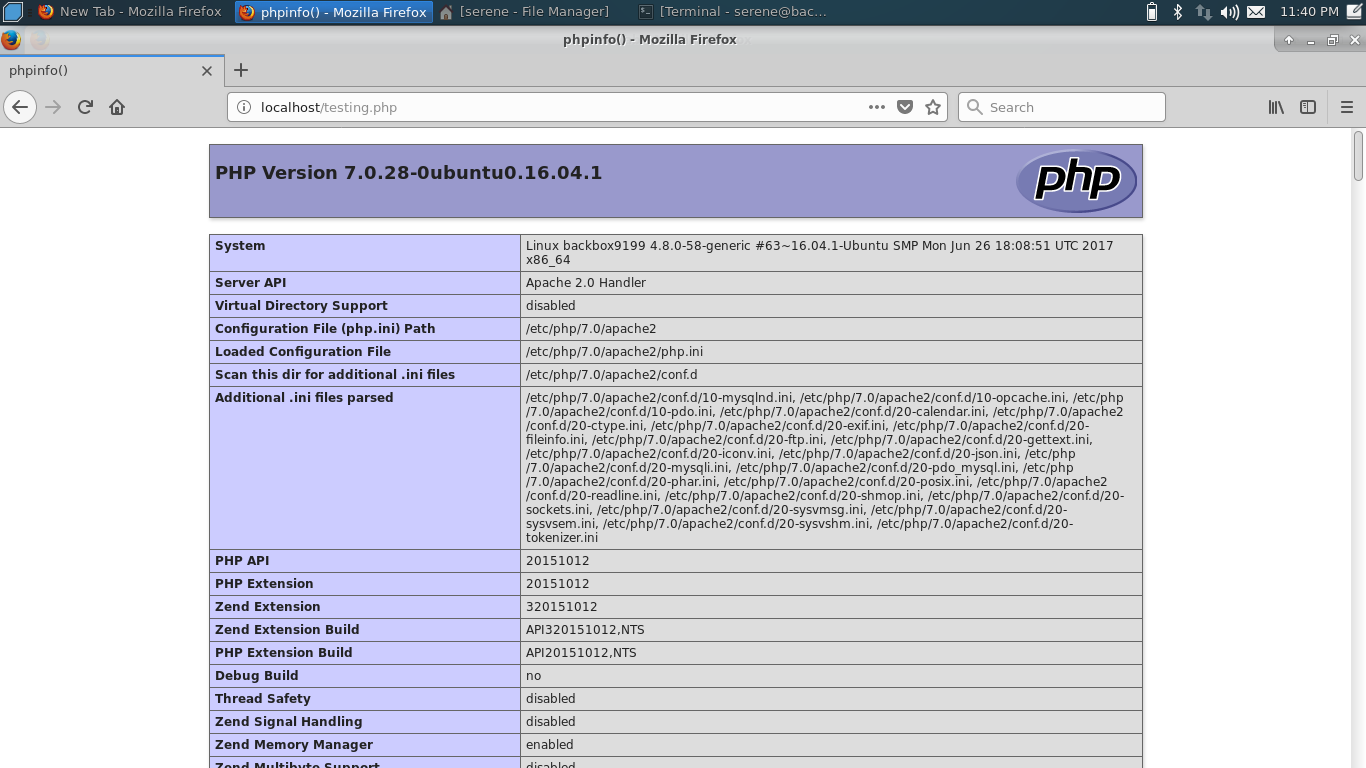 New Tab - Mozilla Firefox
phpinfo() - Mozilla Firefox
[serene - File Manager]
[Terminal - serene@bac...
11:40 PM
phpinfo() - Mozilla Firefox
phpinfo()
localhost/testing.php
Search
PHP Version 7.0.28-0ubuntu0.16.04.1
php
System
Linux backbox9199 4.8.0-58-generic #63~16.04.1-Ubuntu SMP Mon Jun 26 18:08:51 UTC 2017
x86_64
Server API
Apache 2.0 Handler
Virtual Directory Support
disabled
Configuration File (php.ini) Path
/etc/php/7.0/apache2
Loaded Configuration File
/etc/php/7.0/apache2/php.ini
Scan this dir for additional .ini files
/etc/php/7.0/apache2/conf.d
Additional .ini files parsed
/etc/php/7.0/apache2/conf.d/10-mysqlnd.ini, /etc/php/7.0/apache2/conf.d/10-opcache.ini, /etc/php
/7.0/apache2/conf.d/10-pdo.ini, /etc/php/7.0/apache2/conf.d/20-calendar.ini, /etc/php/7.0/apache2
/conf.d/20-ctype.ini, /etc/php/7.0/apache2/conf.d/20-exif.ini, /etc/php/7.0/apache2/conf.d/20-
fileinfo.ini, /etc/php/7.0/apache2/conf.d/20-ftp.ini, /etc/php/7.0/apache2/conf.d/20-gettext.ini,
/etc/php/7.0/apache2/conf.d/20-iconv.ini, /etc/php/7.0/apache2/conf.d/20-json.ini, /etc/php
/7.0/apache2/conf.d/20-mysqli.ini, /etc/php/7.0/apache2/conf.d/20-pdo_mysql.ini, /etc/php
/7.0/apache2/conf.d/20-phar.ini, /etc/php/7.0/apache2/conf.d/20-posix.ini, /etc/php/7.0/apache2
/conf.d/20-readline.ini, /etc/php/7.0/apache2/conf.d/20-shmop.ini, /etc/php/7.0/apache2/conf.d/20-
sockets.ini, /etc/php/7.0/apache2/conf.d/20-sysvmsg.ini, /etc/php/7.0/apache2/conf.d/20-
sysvsem.ini, /etc/php/7.0/apache2/conf.d/20-sysvshm.ini, /etc/php/7.0/apache2/conf.d/20-
tokenizer.ini
PHP API
20151012
PHP Extension
20151012
Zend Extension
320151012
Zend Extension Build
API320151012,NTS
PHP Extension Build
API20151012,NTS
Debug Build
no
Thread Safety
disabled
Zend Signal Handling
disabled
Zend Memory Manager
enabled
Zend Multibyte Support
disabled